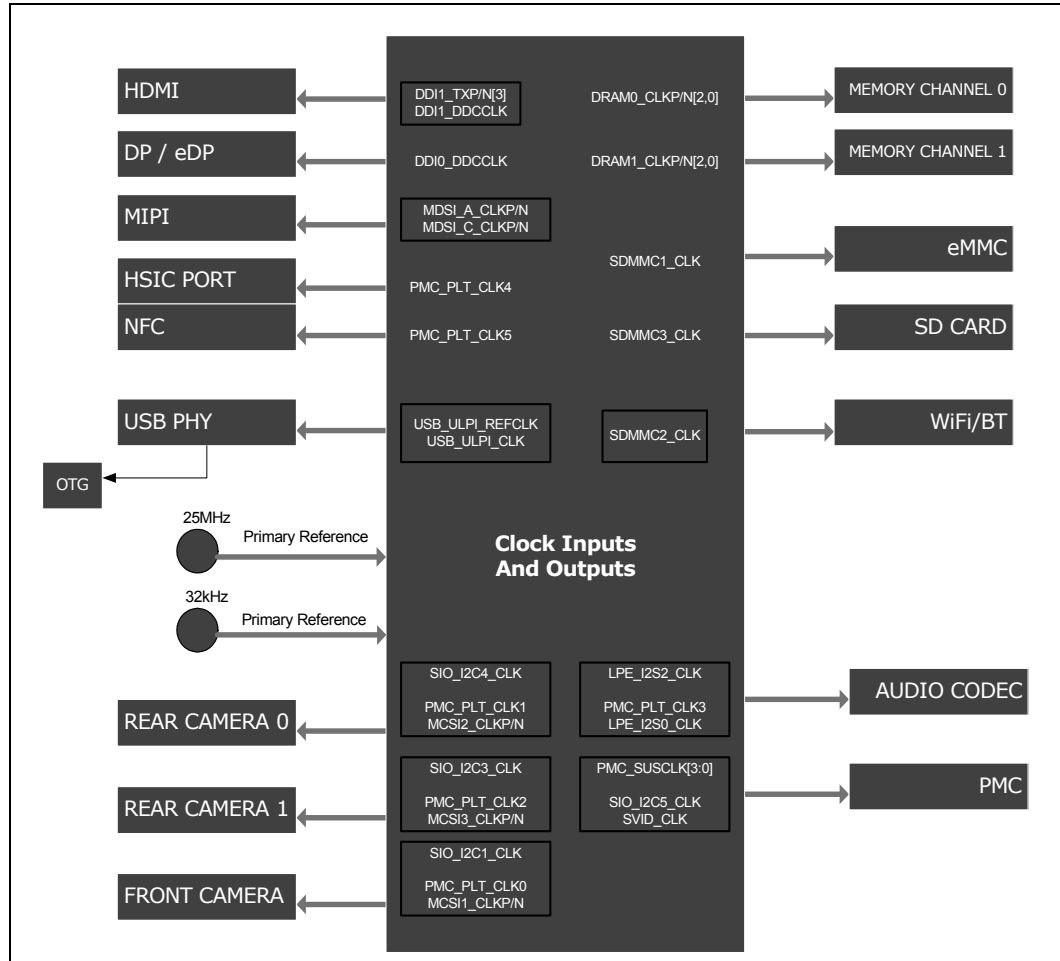 HDMI
DDI1_TXP/N[3]
DDI1_DDCCLK
DRAM0_CLKP/N[2,0]
MEMORY CHANNEL 0
DP / eDP
DDI0_DDCCLK
DRAM1_CLKP/N[2,0]
MEMORY CHANNEL 1
MIPI
MDSI_A_CLKP/N
MDSI_C_CLKP/N
SDMMC1_CLK
eMMC
HSIC PORT
PMC_PLT_CLK4
NFC
PMC_PLT_CLK5
SDMMC3_CLK
SD CARD
USB PHY
USB_ULPI_REFCLK
USB_ULPI_CLK
SDMMC2_CLK
WiFi/BT
OTG
25MHz
Primary Reference
Clock Inputs
And Outputs
32kHz
Primary Reference
REAR CAMERA 0
SIO_I2C4_CLK
PMC_PLT_CLK1
MCSI2_CLKP/N
LPE_I2S2_CLK
PMC_PLT_CLK3
LPE_I2S0_CLK
AUDIO CODEC
REAR CAMERA 1
SIO_I2C3_CLK
PMC_PLT_CLK2
MCSI3_CLKP/N
PMC_SUSCLK[3:0]
SIO_I2C5_CLK
SVID_CLK
PMC
FRONT CAMERA
SIO_I2C1_CLK
PMC_PLT_CLK0
MCSI1_CLKP/N